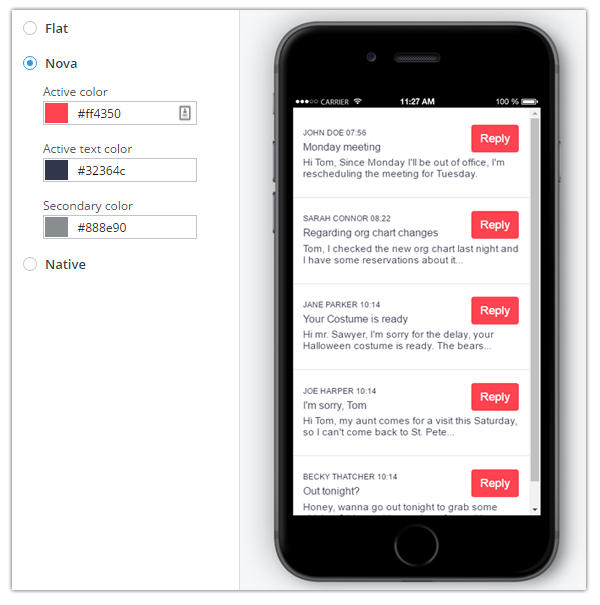 Flat
Nova
Active color
#ff4350
Active text color
#32364c
Secondary color
#888e90
Native
CARRIER
11:27 AM
100 %
JOHN DOE 07:56
Reply
Monday meeting
Hi Tom, Since Monday I'll be out of office, I'm
rescheduling the meeting for Tuesday.
SARAH CONNOR 08:22
Reply
Regarding org chart changes
Tom, I checked the new org chart last night and
I have some reservations about it...
JANE PARKER 10:14
Reply
Your Costume is ready
Hi mr. Sawyer, I'm sorry for the delay, your
Halloween costume is ready. The bears...
JOE HARPER 10:14
Reply
I'm sorry, Tom
Hi Tom, my aunt comes for a visit this Saturday,
so I can't come back to St. Pete...
BECKY THATCHER 10:14
Reply
Out tonight?
Honey, wanna go out tonight to grab some